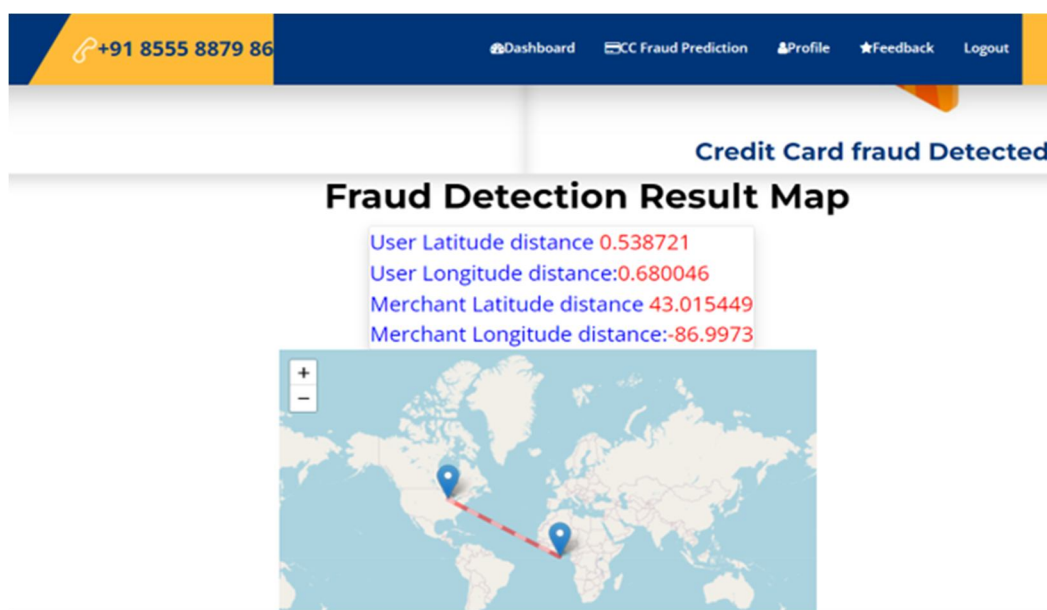 +91 8555 8879 86
Dashboard CC Fraud Prediction Profile Feedback Logout
Credit Card fraud Detected
Fraud Detection Result Map
User Latitude distance 0.538721
User Longitude distance:0.680046
Merchant Latitude distance 43.015449
Merchant Longitude distance:-86.9973
+
−